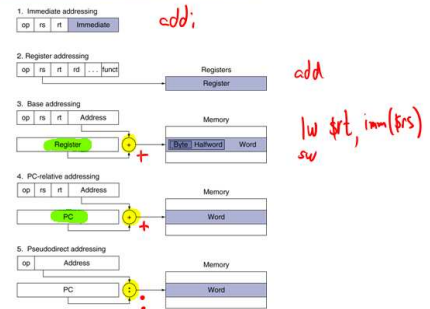 1. Immediate addressing
op rs rt Immediate
addi
2. Register addressing
op rs rt rd ... funct
Registers
Register
add
3. Base addressing
op rs rt Address
Memory
Register + Byte Halfword Word
+
lw $rt, imm($rs)
sw
4. PC-relative addressing
op rs rt Address
Memory
PC + Word
+
5. Pseudodirect addressing
op Address
Memory
PC : Word
: